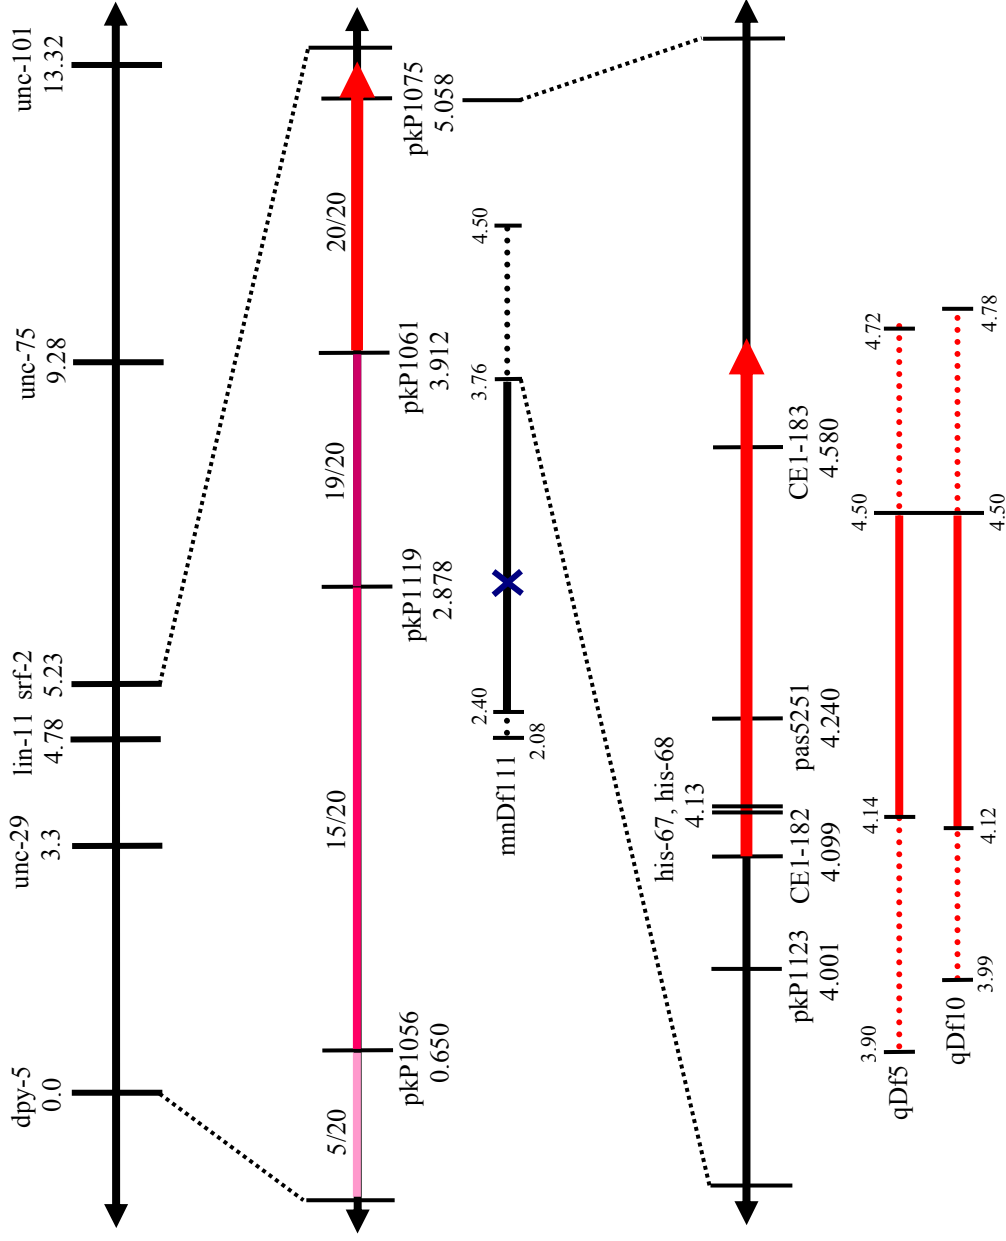 dpy-5
0.0
unc-29
3.3
lin-11
4.78
srf-2
5.23
unc-75
9.28
unc-101
13.32
5/20
15/20
19/20
20/20
pkP1056
0.650
pkP1119
2.878
pkP1061
3.912
pkP1075
5.058
mnDf111
2.08
2.40
3.76
4.50
his-67, his-68
4.13
pkP1123
4.001
CE1-182
4.099
pas5251
4.240
CE1-183
4.580
qDf5
3.90
4.14
4.50
4.72
qDf10
3.99
4.12
4.50
4.78